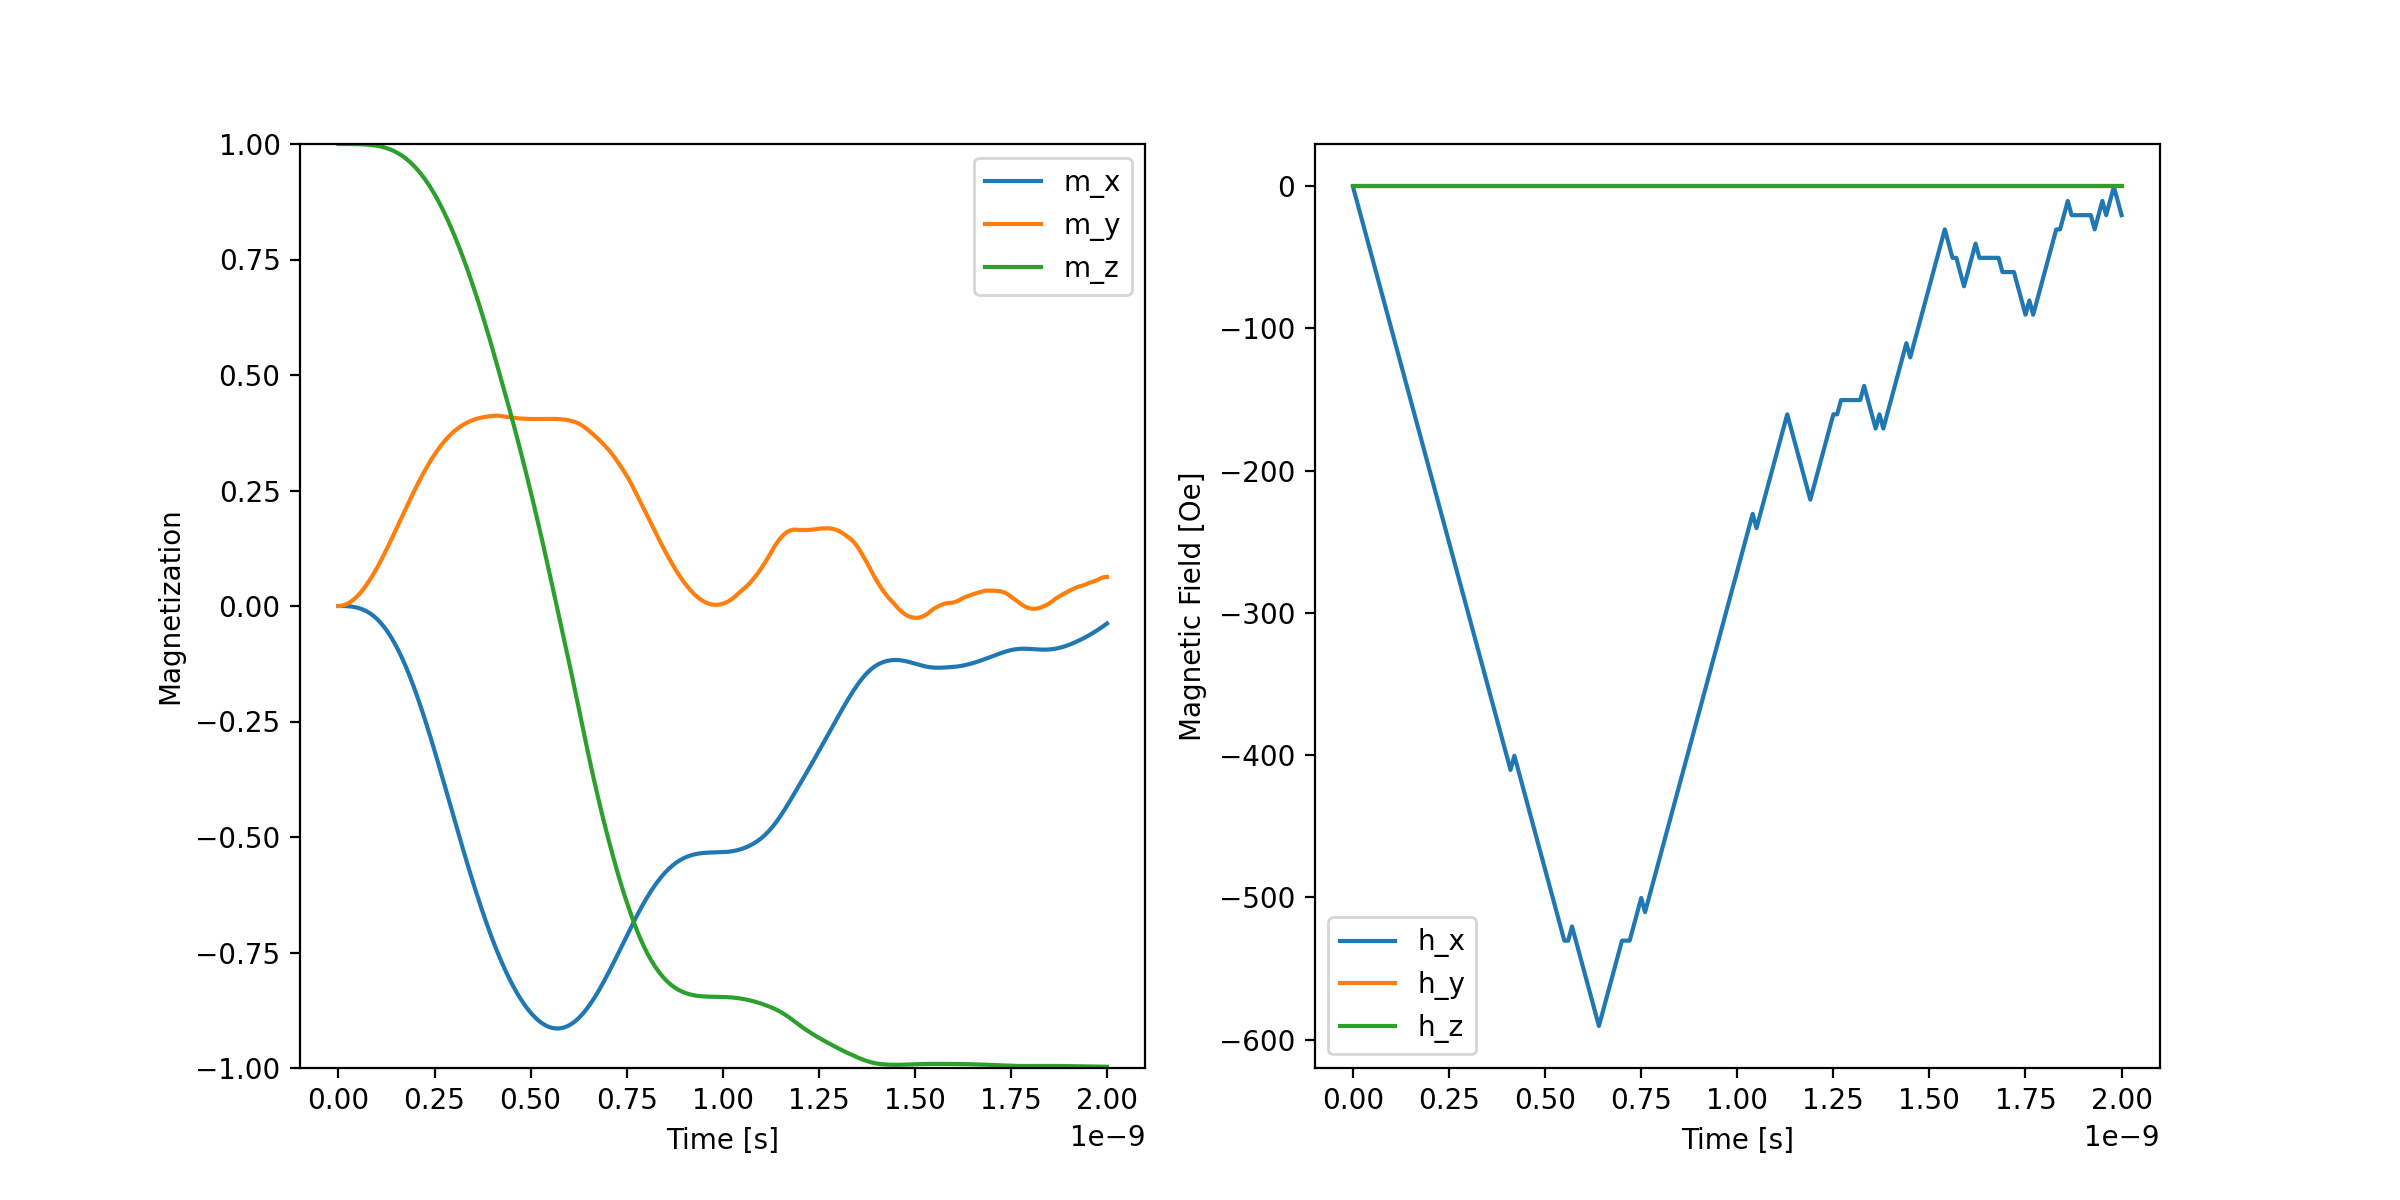 1.00
0.75
0.50
0.25
0.00
−0.25
−0.50
−0.75
−1.00
Magnetization
m_x
m_y
m_z
0.00 0.25 0.50 0.75 1.00 1.25 1.50 1.75 2.00
Time [s]
1e−9
0
−100
−200
−300
−400
−500
−600
Magnetic Field [Oe]
h_x
h_y
h_z
0.00 0.25 0.50 0.75 1.00 1.25 1.50 1.75 2.00
Time [s]
1e−9